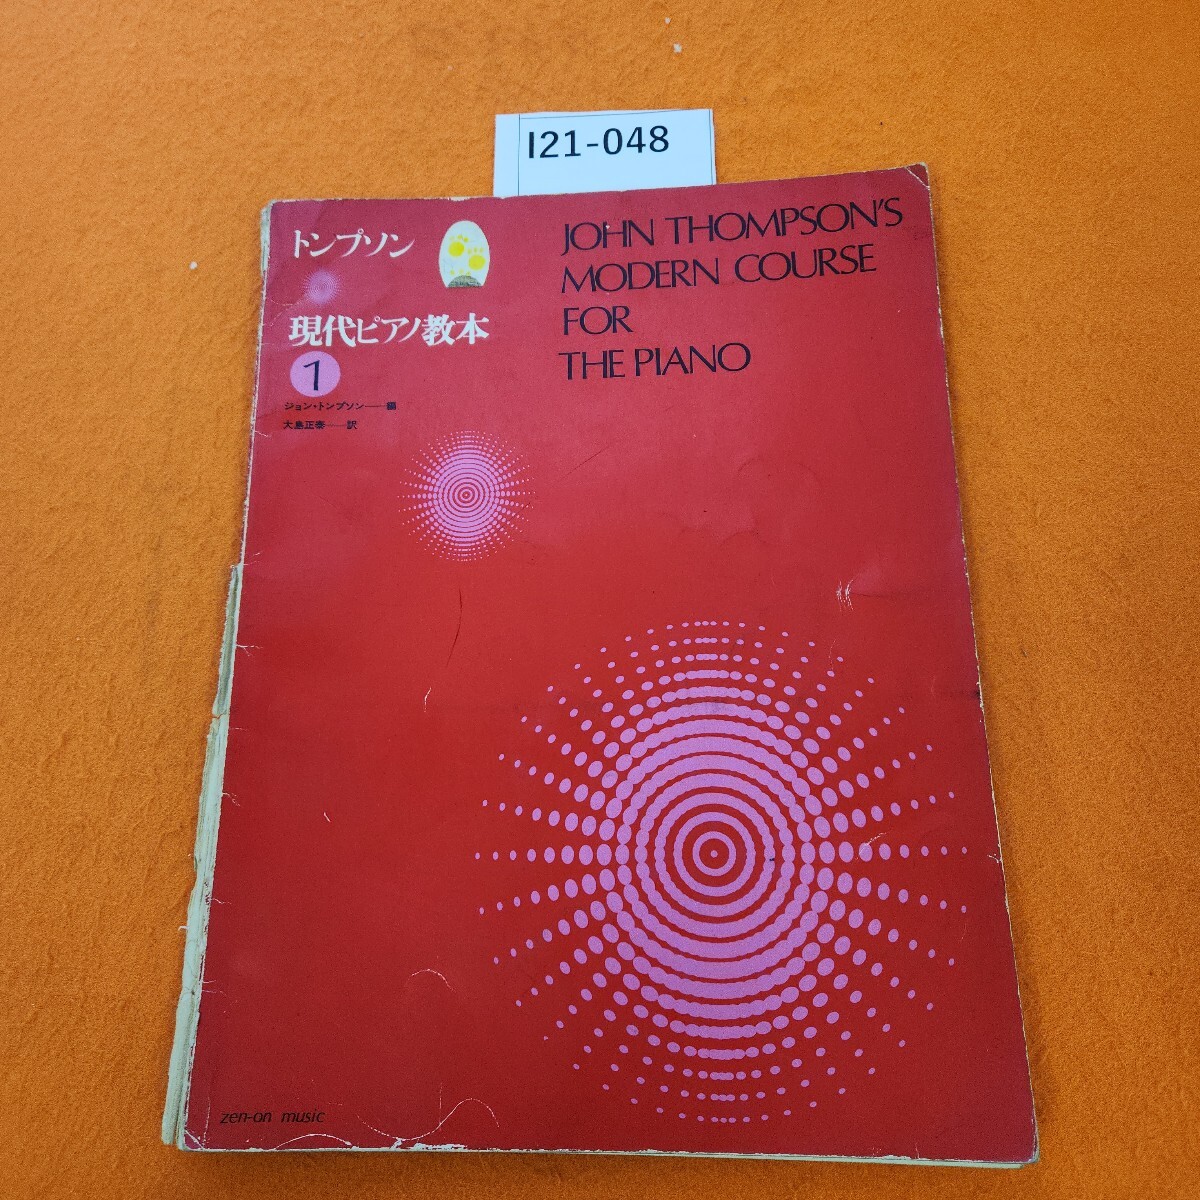 I21-048
トンプソン
現代ピアノ教本
1
ジョン・トンプソン――編
大島正泰――訳
JOHN THOMPSON'S
MODERN COURSE
FOR
THE PIANO
zen-on music